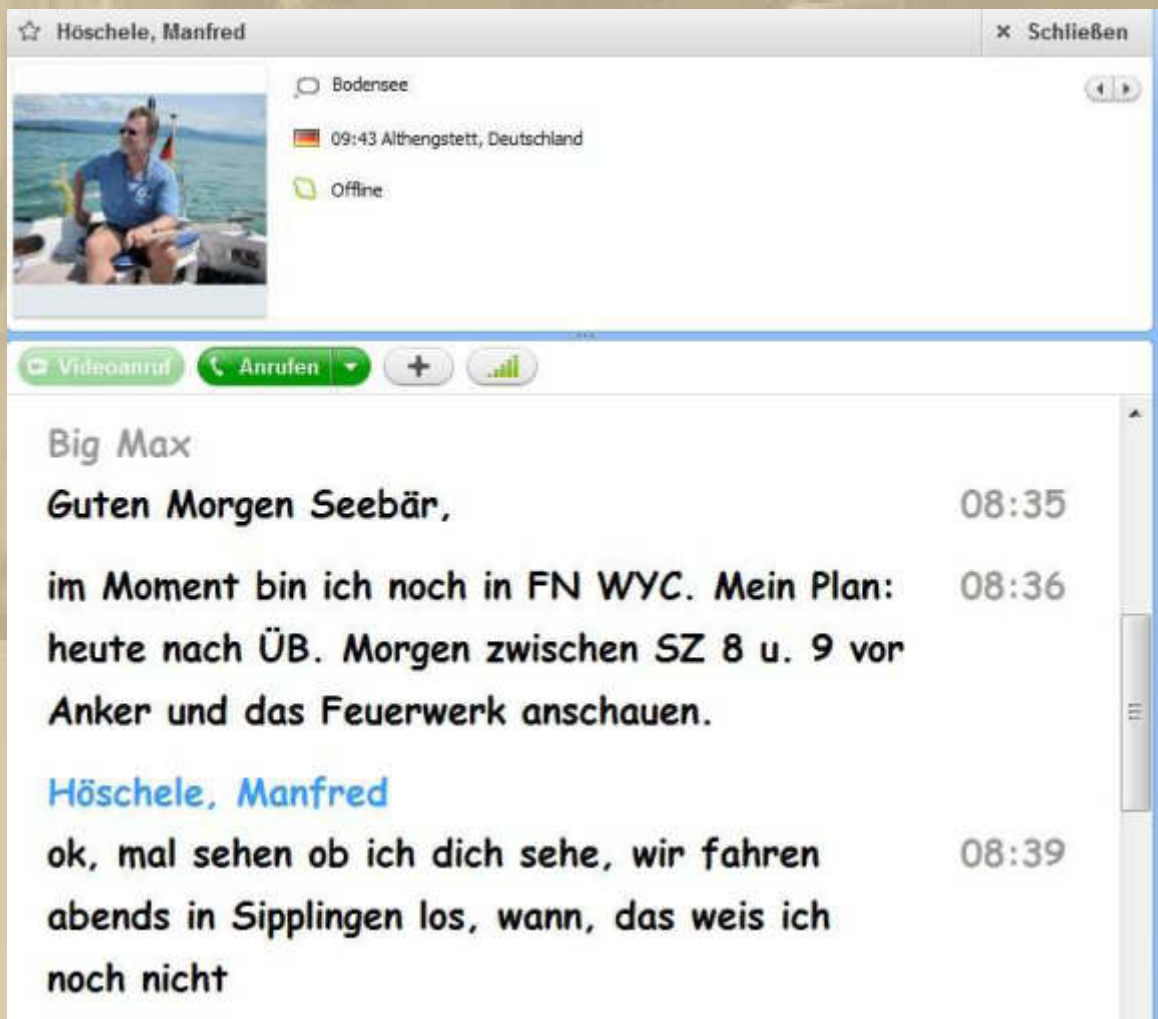 Höschele, Manfred
× Schließen
Bodensee
09:43 Althengstett, Deutschland
Offline
Videoanruf
Anrufen
Big Max
Guten Morgen Seebär, 08:35
im Moment bin ich noch in FN WYC. Mein Plan: 08:36
heute nach ÜB. Morgen zwischen SZ 8 u. 9 vor
Anker und das Feuerwerk anschauen.
Höschele, Manfred
ok, mal sehen ob ich dich sehe, wir fahren 08:39
abends in Sipplingen los, wann, das weis ich
noch nicht